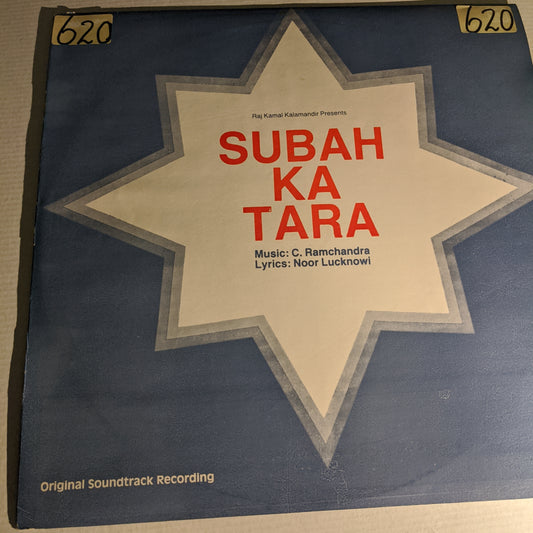 620
620
Raj Kamal Kalamandir Presents
SUBAH
KA
TARA
Music: C. Ramchandra
Lyrics: Noor Lucknowi
Original Soundtrack Recording